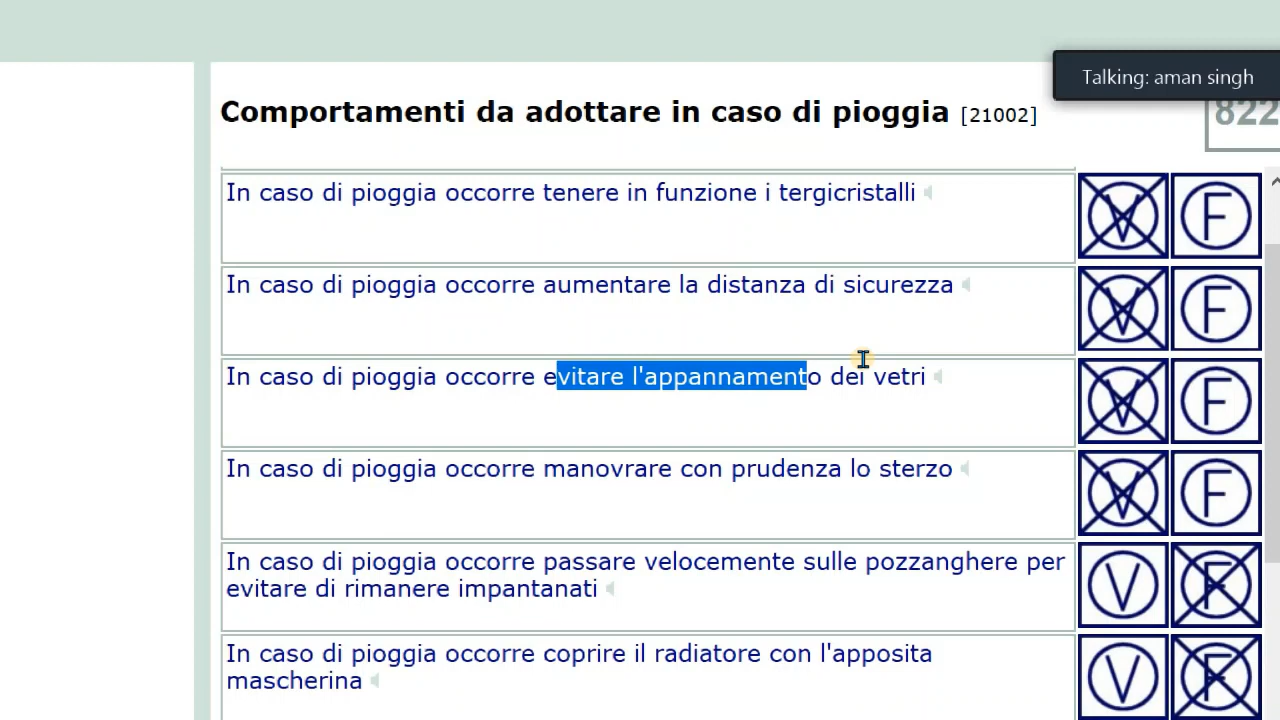 Talking: aman singh
Comportamenti da adottare in caso di pioggia [21002]
822
In caso di pioggia occorre tenere in funzione i tergicristalli
V F
In caso di pioggia occorre aumentare la distanza di sicurezza
V F
In caso di pioggia occorre evitare l'appannamento dei vetri
V F
In caso di pioggia occorre manovrare con prudenza lo sterzo
V F
In caso di pioggia occorre passare velocemente sulle pozzanghere per
evitare di rimanere impantanati
V F
In caso di pioggia occorre coprire il radiatore con l'apposita
mascherina
V F